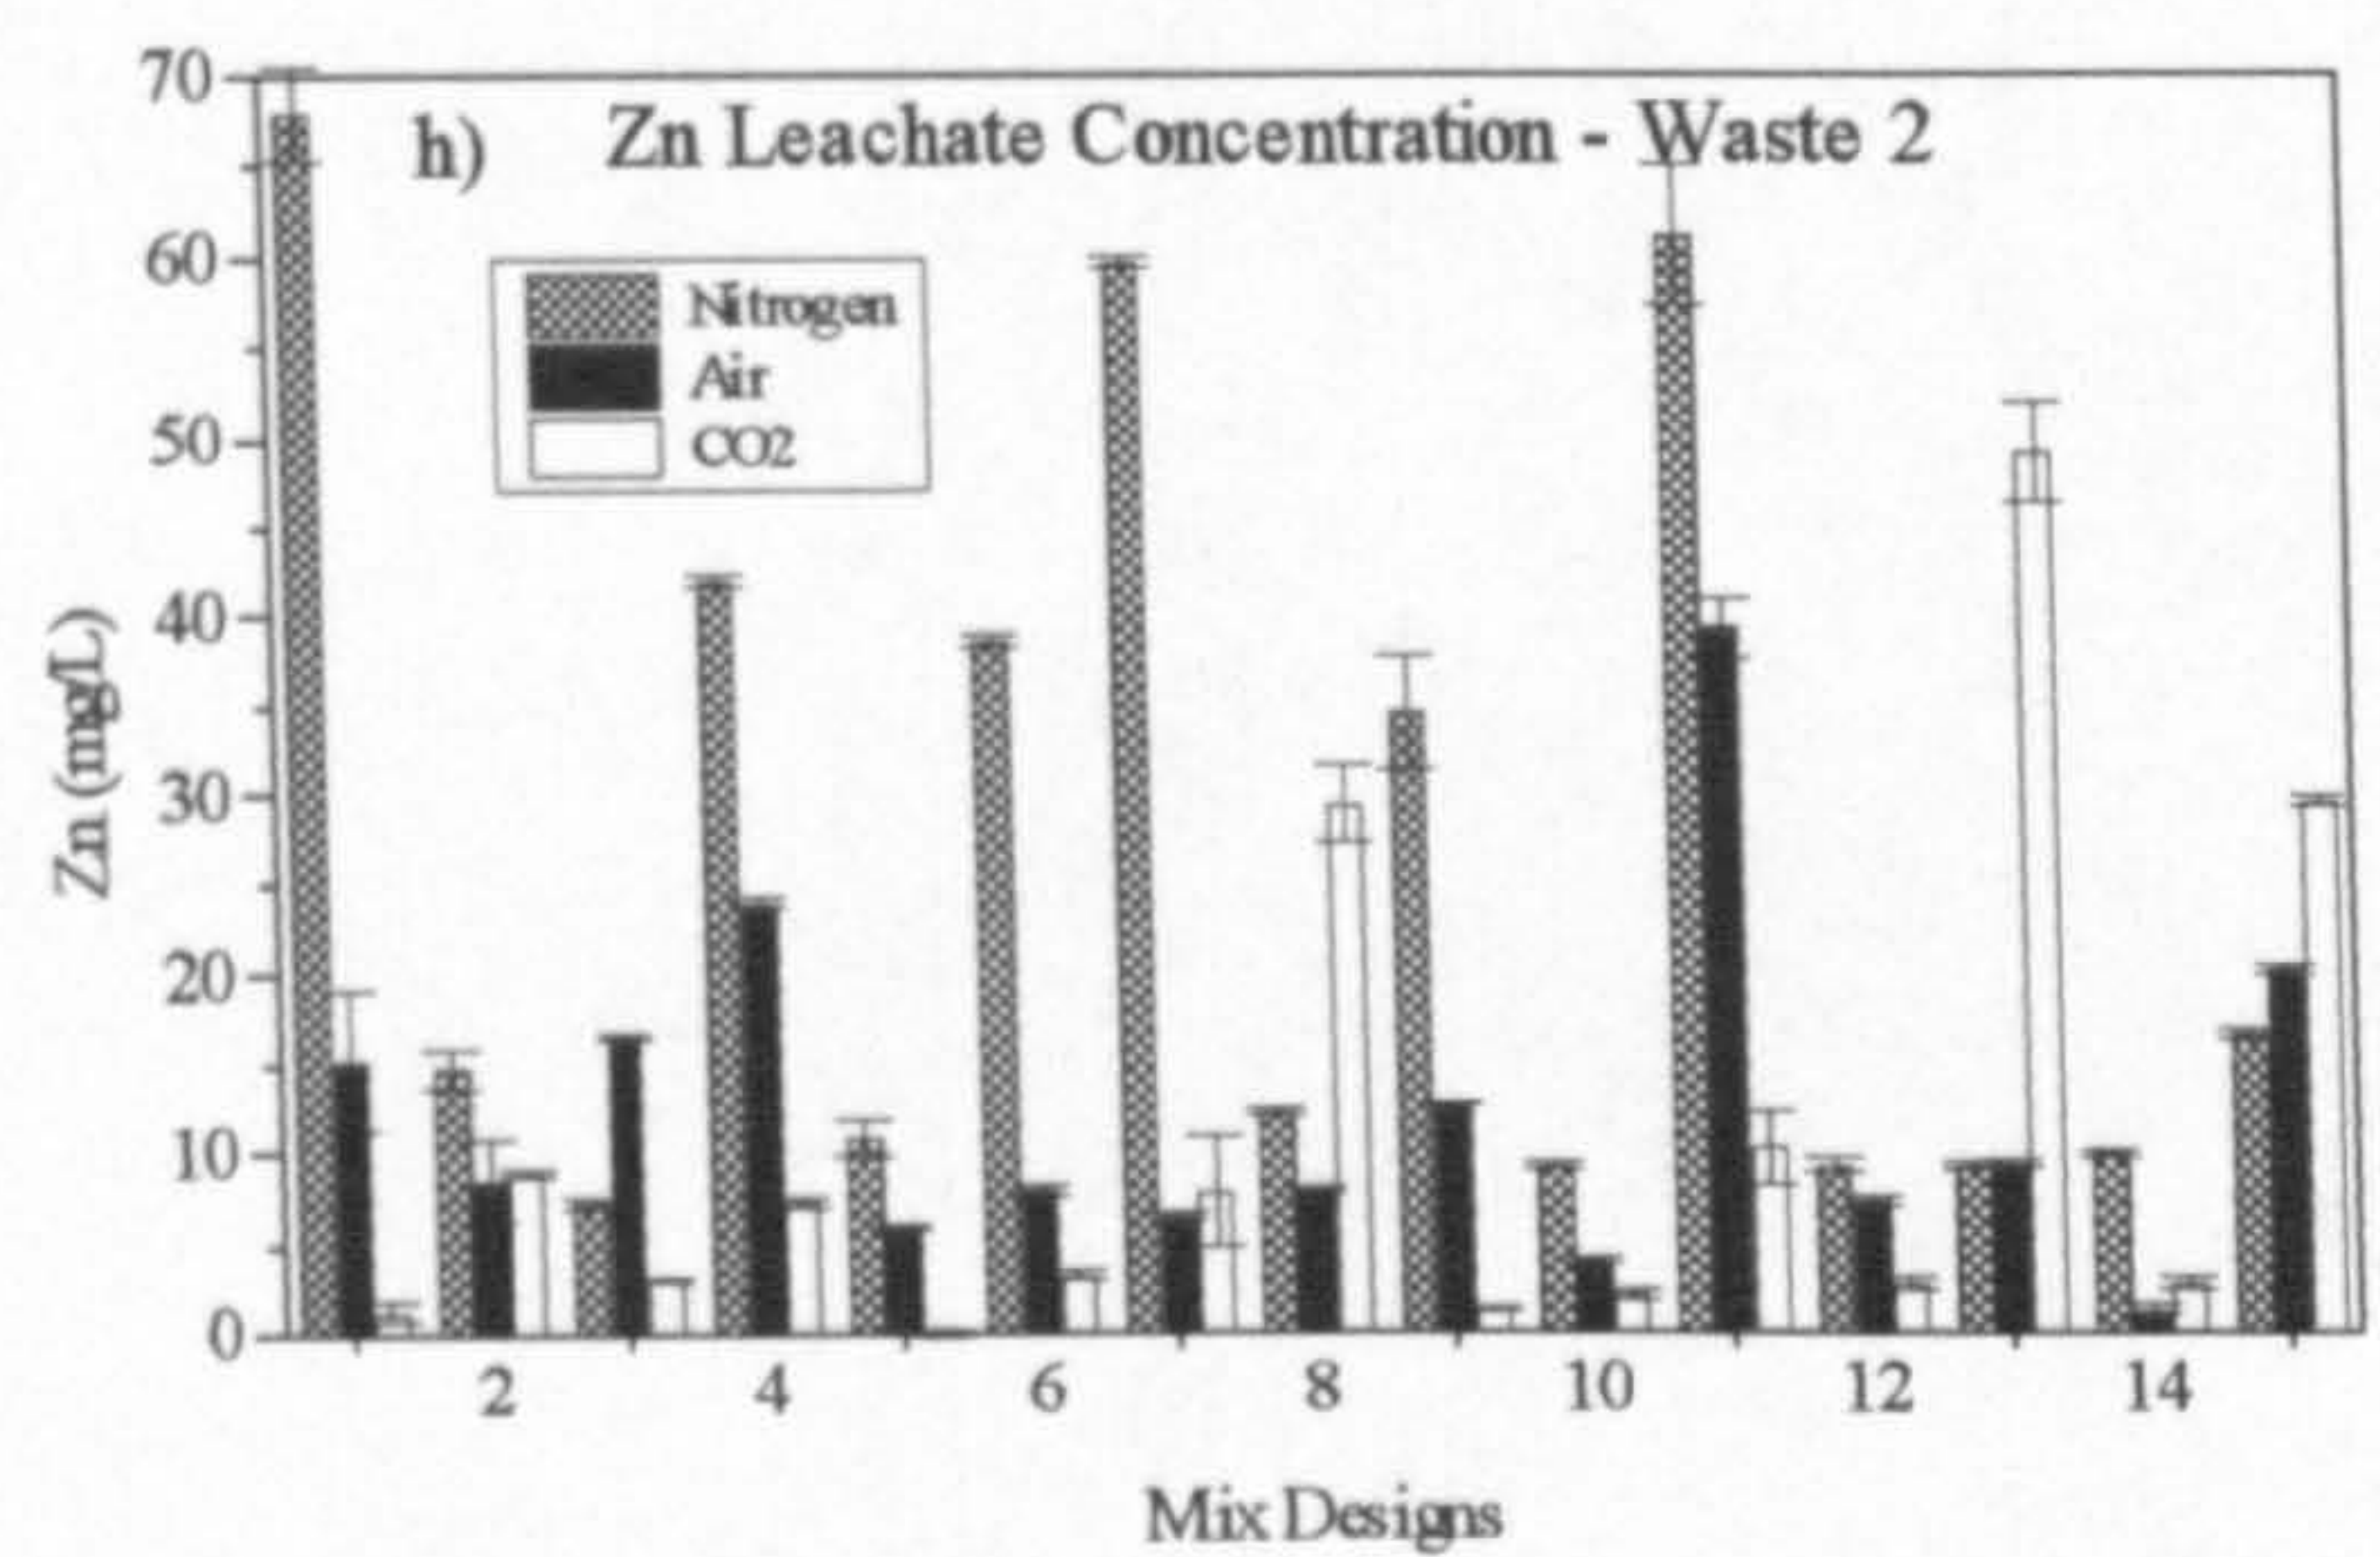 h) Zn Leachate Concentration - Waste 2
Nitrogen
Air
CO2
Zn (mg/L)
70
60
50
40
30
20
10
0
2 4 6 8 10 12 14
Mix Designs